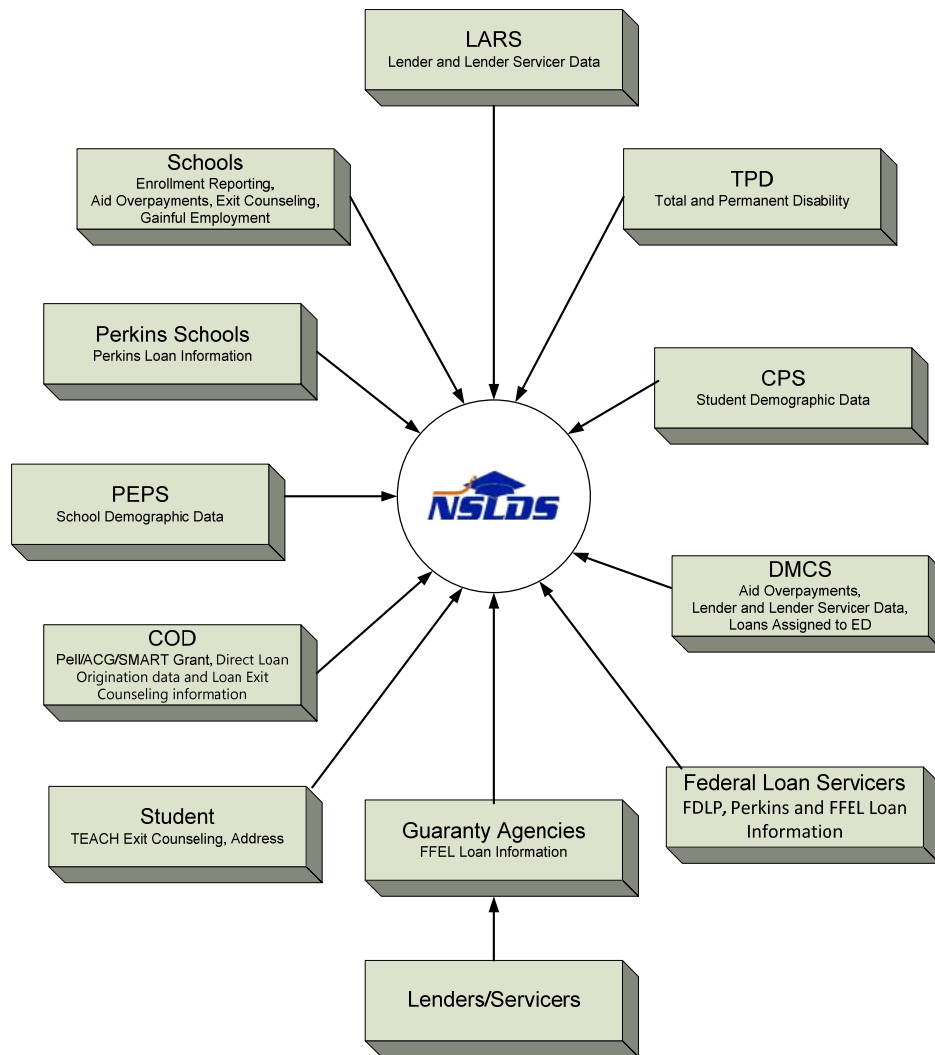 LARS
Lender and Lender Servicer Data
Schools
Enrollment Reporting,
Aid Overpayments, Exit Counseling,
Gainful Employment
TPD
Total and Permanent Disability
Perkins Schools
Perkins Loan Information
CPS
Student Demographic Data
PEPS
School Demographic Data
NSLDS
DMCS
Aid Overpayments,
Lender and Lender Servicer Data,
Loans Assigned to ED
COD
Pell/ACG/SMART Grant, Direct Loan
Origination data and Loan Exit
Counseling information
Student
TEACH Exit Counseling, Address
Guaranty Agencies
FFEL Loan Information
Federal Loan Servicers
FDLP, Perkins and FFEL Loan
Information
Lenders/Servicers